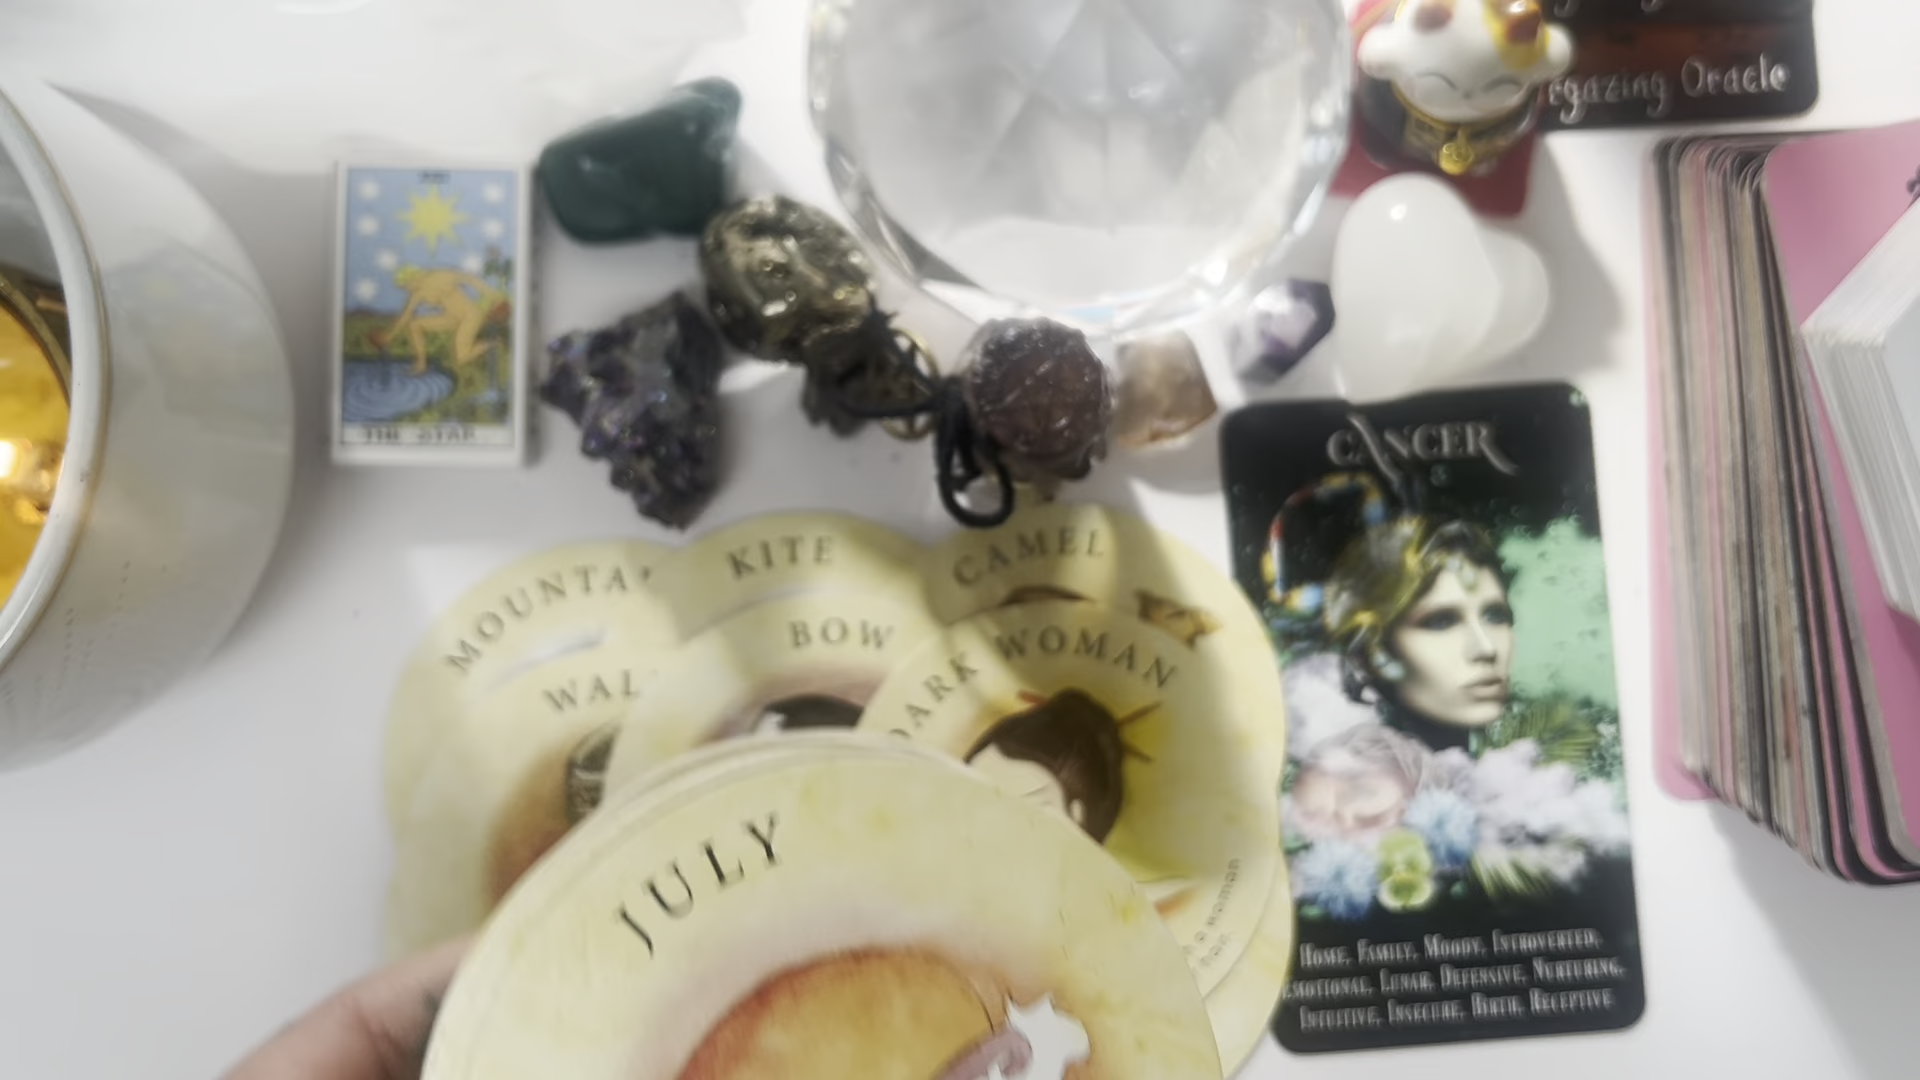 Oracle
THE STAR
CANCER
MOUNTA
KITE
CAMEL
WAL
BOW
DARK WOMAN
JULY
HOME, FAMILY, MOODY, INTROVERTED,
EMOTIONAL, LUNAR, DEFENSIVE, NURTURING,
INTUITIVE, INSECURE, BIRTH, RECEPTIVE
a woman